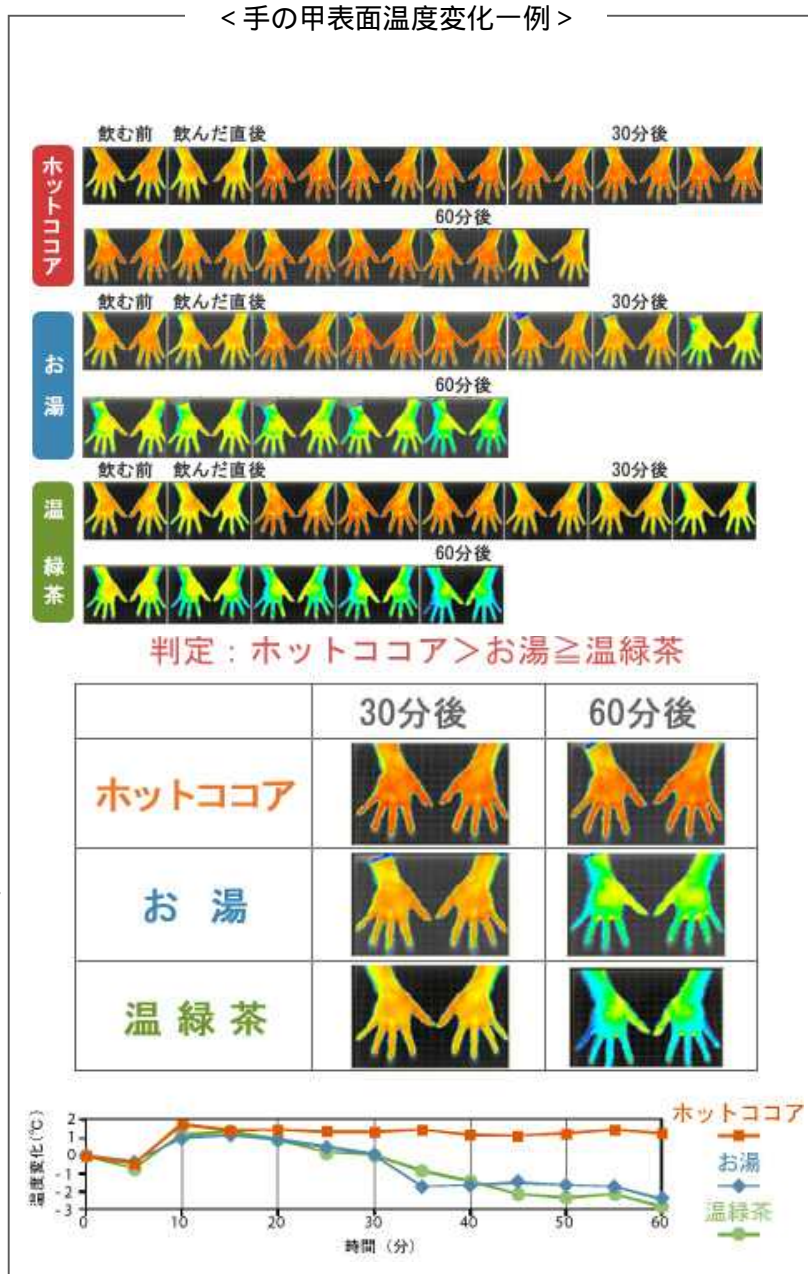 <手の甲表面温度変化一例>
飲む前 飲んだ直後 30分後
ホットココア
60分後
飲む前 飲んだ直後 30分後
お湯
60分後
飲む前 飲んだ直後 30分後
温緑茶
60分後
判定：ホットココア＞お湯≧温緑茶
30分後 60分後
ホットココア
お湯
温緑茶
温度変化(℃)
2
1
0
-1
-2
-3
0 10 20 30 40 50 60
時間（分）
ホットココア
お湯
温緑茶